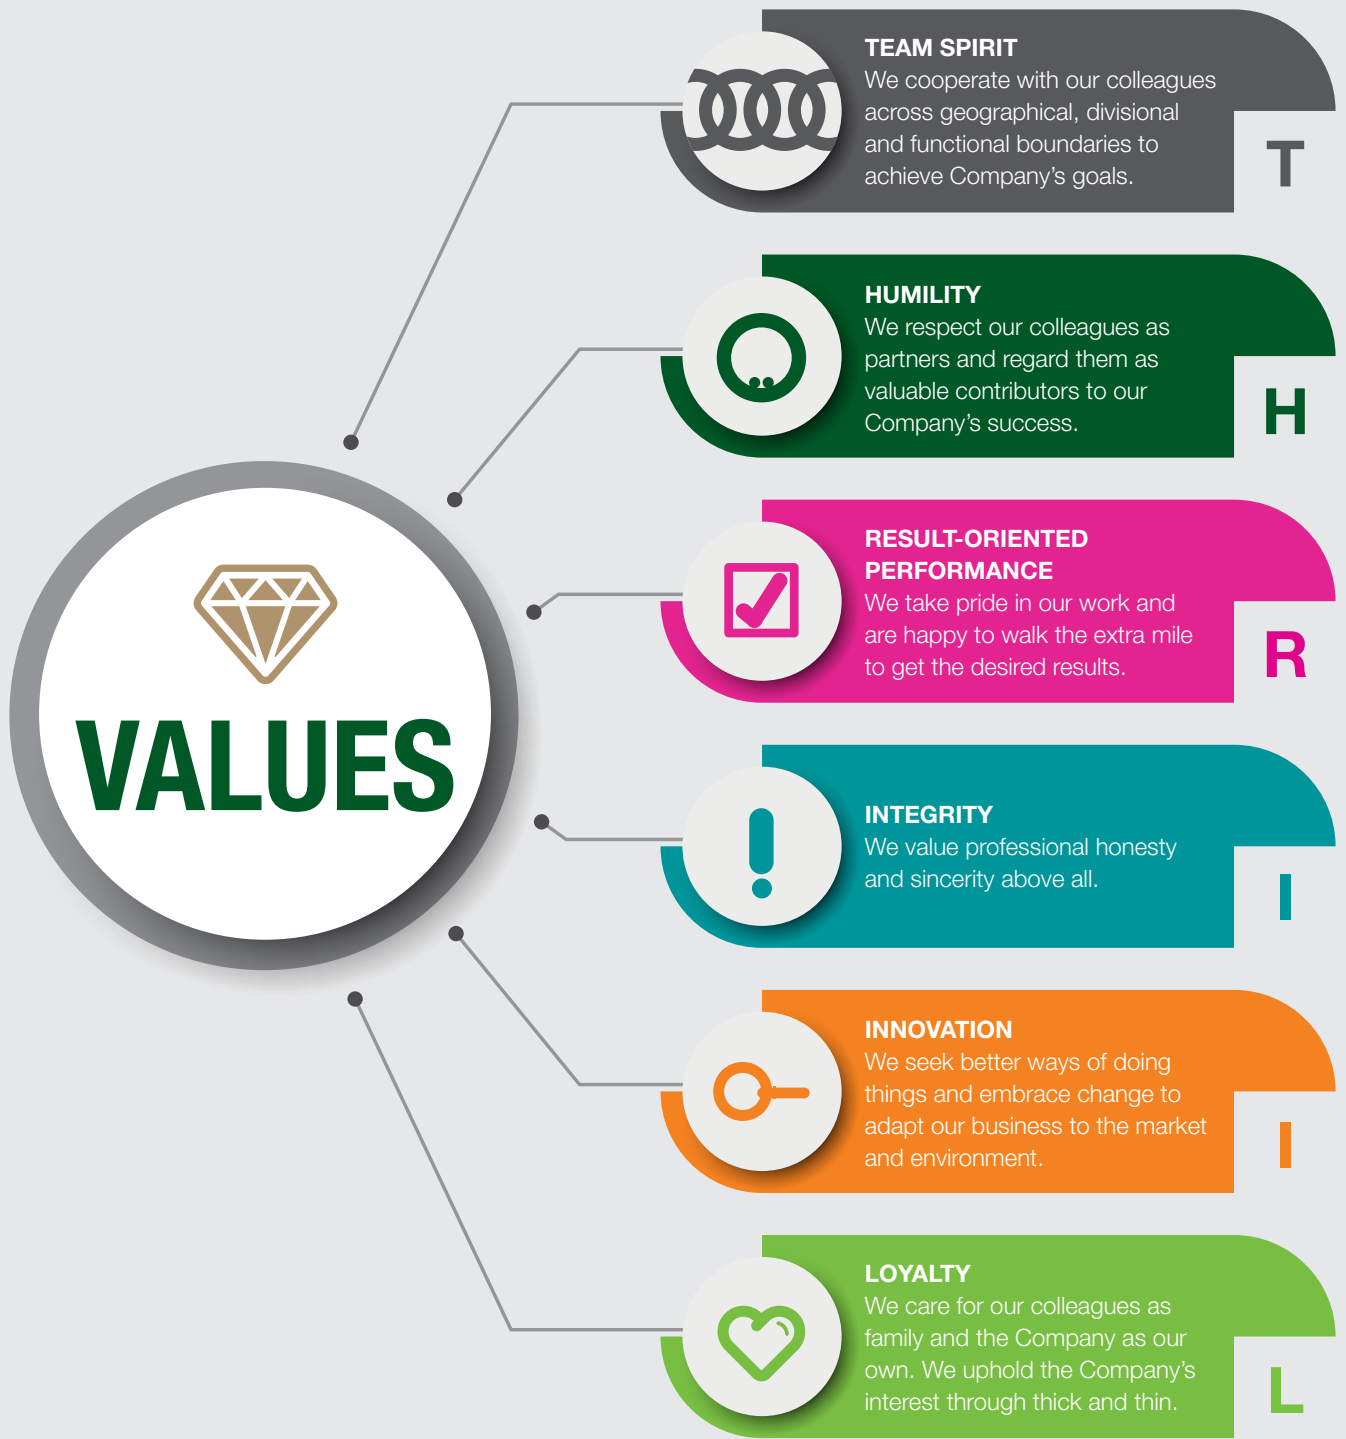 VALUES
TEAM SPIRIT
We cooperate with our colleagues
across geographical, divisional
and functional boundaries to
achieve Company’s goals.
T
HUMILITY
We respect our colleagues as
partners and regard them as
valuable contributors to our
Company’s success.
H
RESULT-ORIENTED
PERFORMANCE
We take pride in our work and
are happy to walk the extra mile
to get the desired results.
R
INTEGRITY
We value professional honesty
and sincerity above all.
I
INNOVATION
We seek better ways of doing
things and embrace change to
adapt our business to the market
and environment.
I
LOYALTY
We care for our colleagues as
family and the Company as our
own. We uphold the Company’s
interest through thick and thin.
L